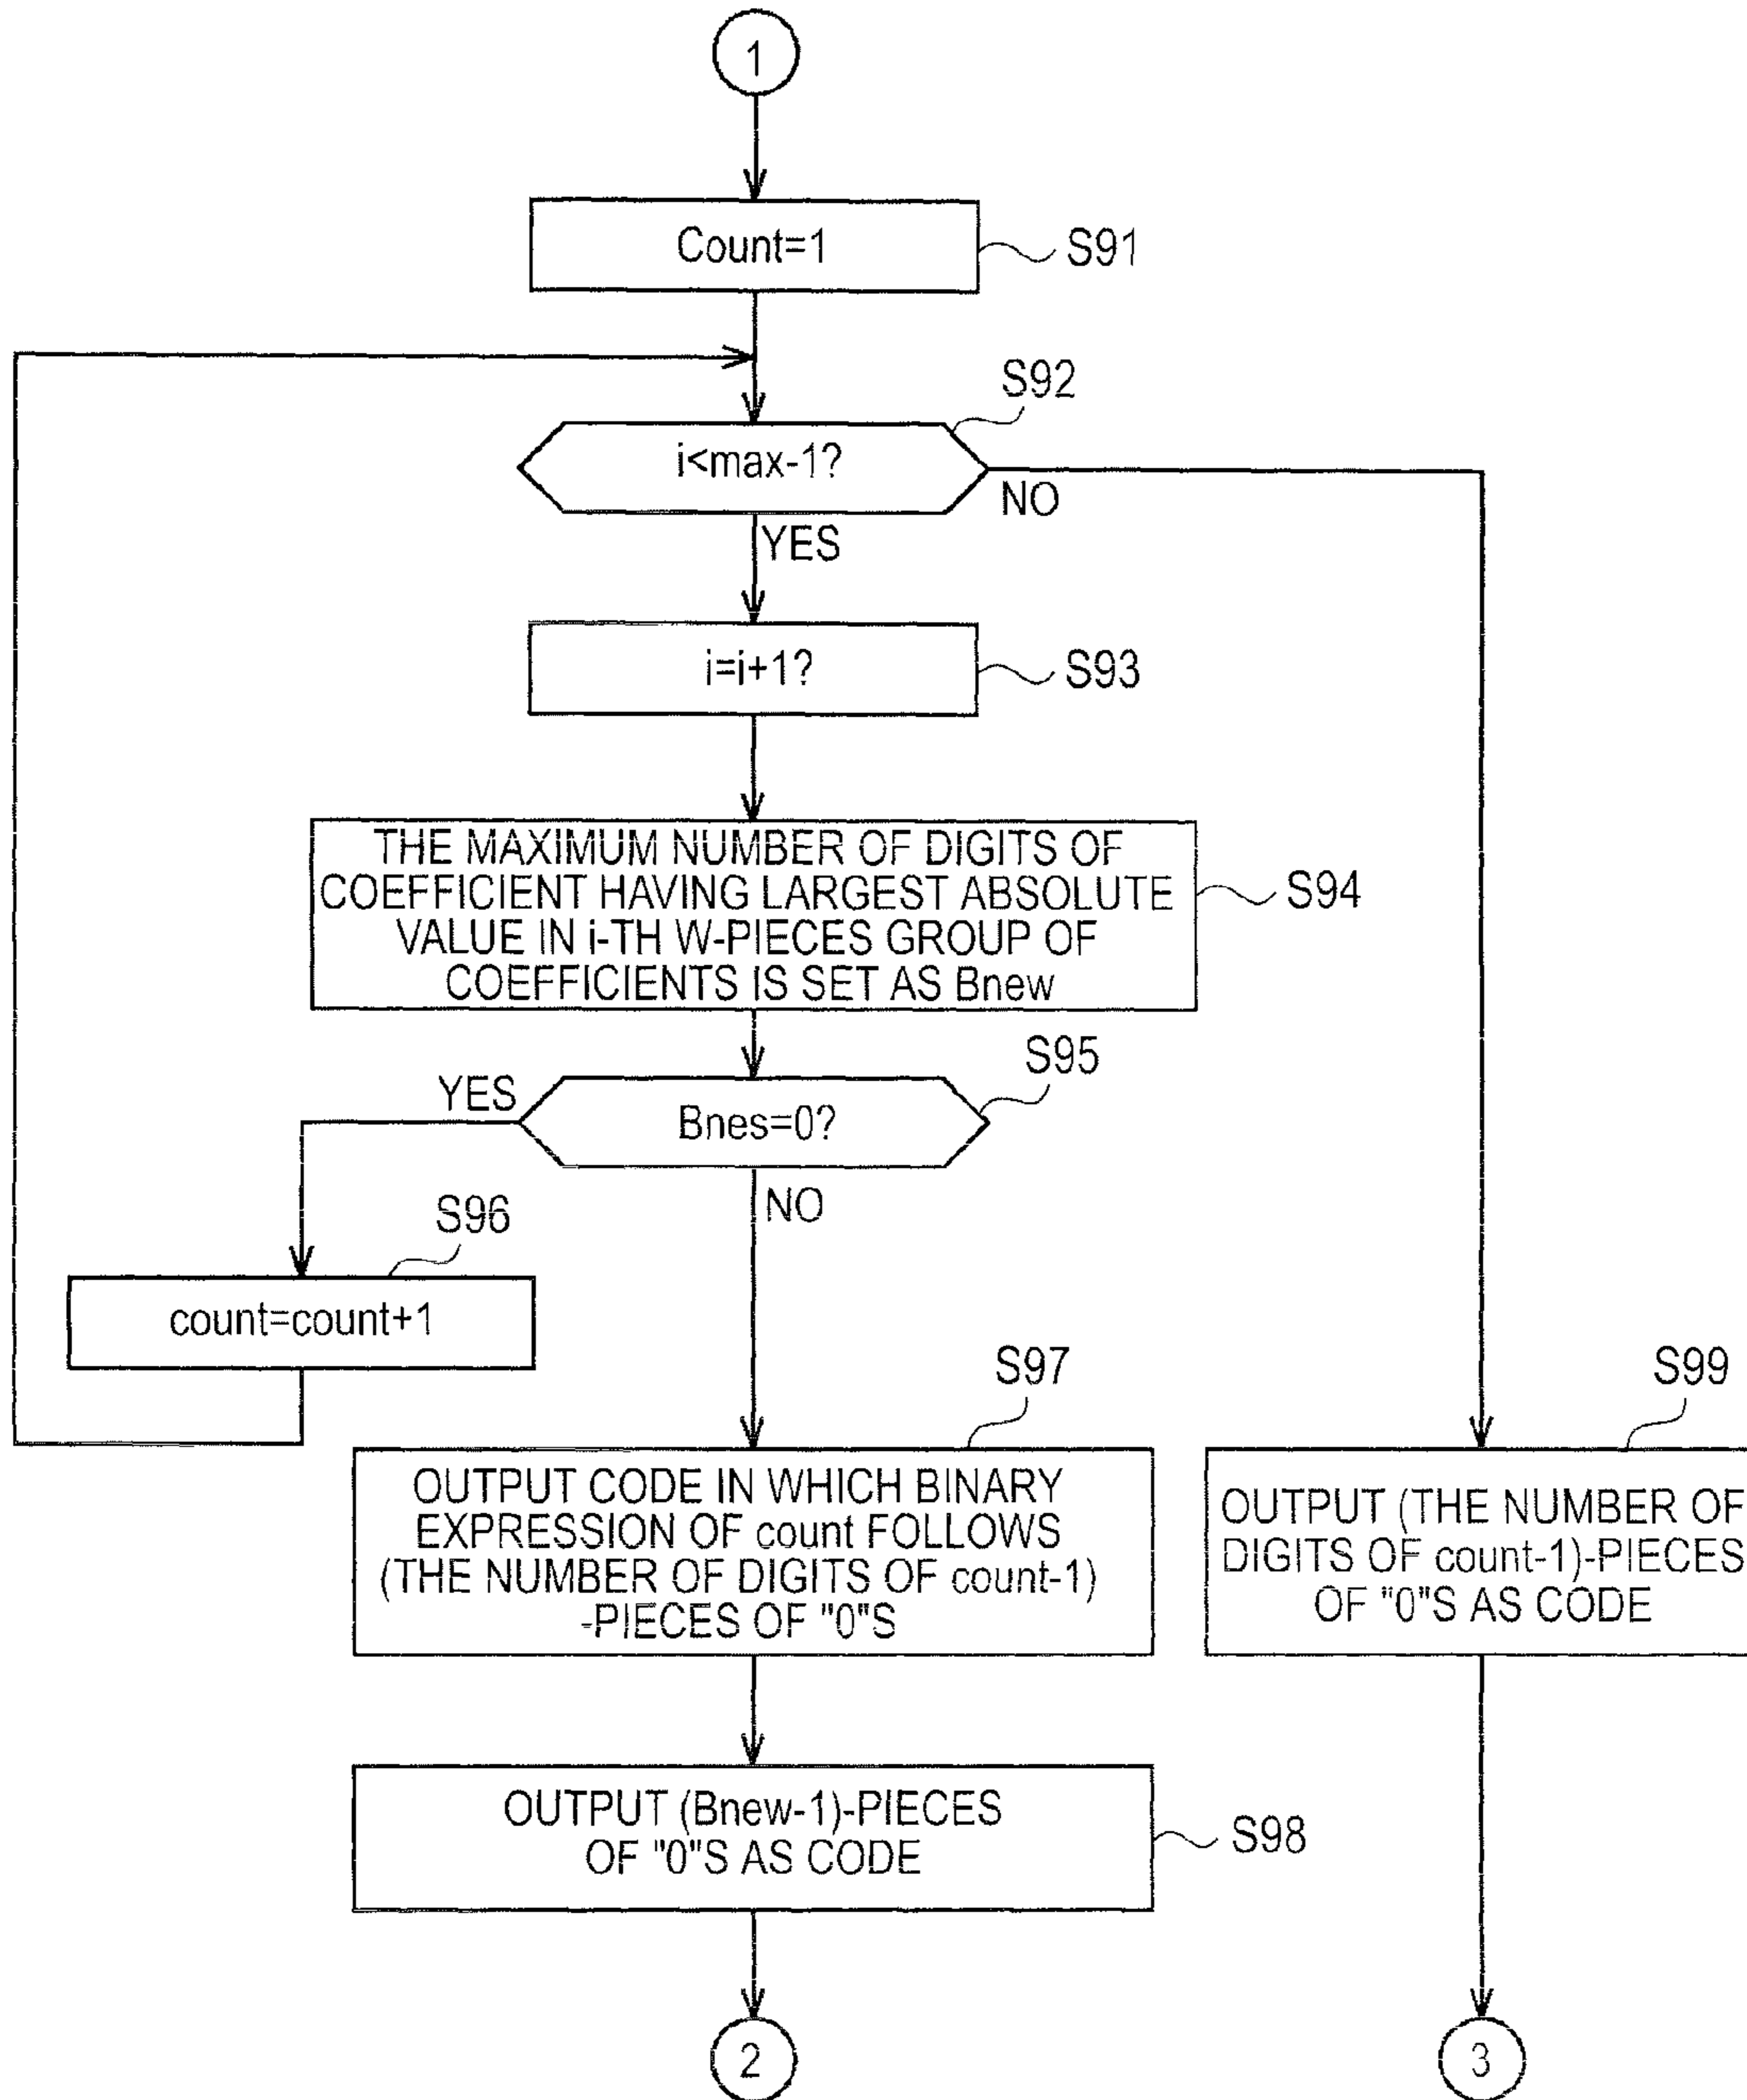 1
Count=1
S91
S92
i<max-1?
NO
YES
i=i+1?
S93
THE MAXIMUM NUMBER OF DIGITS OF
COEFFICIENT HAVING LARGEST ABSOLUTE
VALUE IN i-TH W-PIECES GROUP OF
COEFFICIENTS IS SET AS Bnew
S94
S95
YES
Bnes=0?
NO
S96
count=count+1
S97
OUTPUT CODE IN WHICH BINARY
EXPRESSION OF count FOLLOWS
(THE NUMBER OF DIGITS OF count-1)
-PIECES OF "0"S
S99
OUTPUT (THE NUMBER OF
DIGITS OF count-1)-PIECES
OF "0"S AS CODE
OUTPUT (Bnew-1)-PIECES
OF "0"S AS CODE
S98
2
3